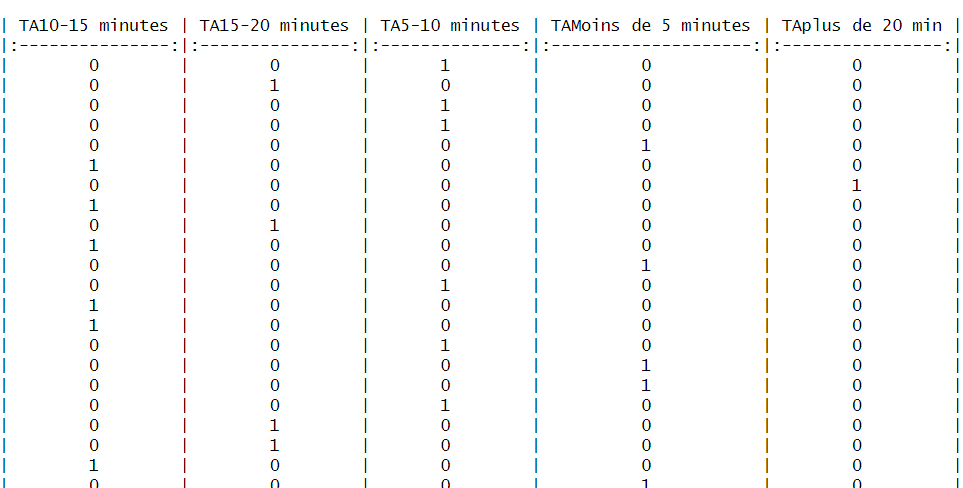 | TA10-15 minutes | TA15-20 minutes | TA5-10 minutes | TAMoins de 5 minutes | TAplus de 20 min |
|:---------------:|:---------------:|:--------------:|:--------------------:|:----------------:|
| 0 | 0 | 1 | 0 | 0 |
| 0 | 1 | 0 | 0 | 0 |
| 0 | 0 | 1 | 0 | 0 |
| 0 | 0 | 1 | 0 | 0 |
| 0 | 0 | 0 | 1 | 0 |
| 1 | 0 | 0 | 0 | 0 |
| 0 | 0 | 0 | 0 | 1 |
| 1 | 0 | 0 | 0 | 0 |
| 0 | 1 | 0 | 0 | 0 |
| 1 | 0 | 0 | 0 | 0 |
| 0 | 0 | 0 | 1 | 0 |
| 0 | 0 | 1 | 0 | 0 |
| 1 | 0 | 0 | 0 | 0 |
| 1 | 0 | 0 | 0 | 0 |
| 0 | 0 | 1 | 0 | 0 |
| 0 | 0 | 0 | 1 | 0 |
| 0 | 0 | 0 | 1 | 0 |
| 0 | 0 | 1 | 0 | 0 |
| 0 | 1 | 0 | 0 | 0 |
| 0 | 1 | 0 | 0 | 0 |
| 1 | 0 | 0 | 0 | 0 |
| 0 | 0 | 0 | 1 | 0 |